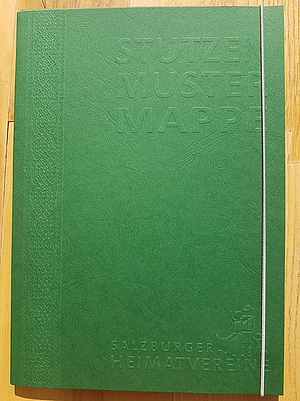 STUTZEN
MUSTER
MAPPE
SALZBURGER
HEIMATVEREINE